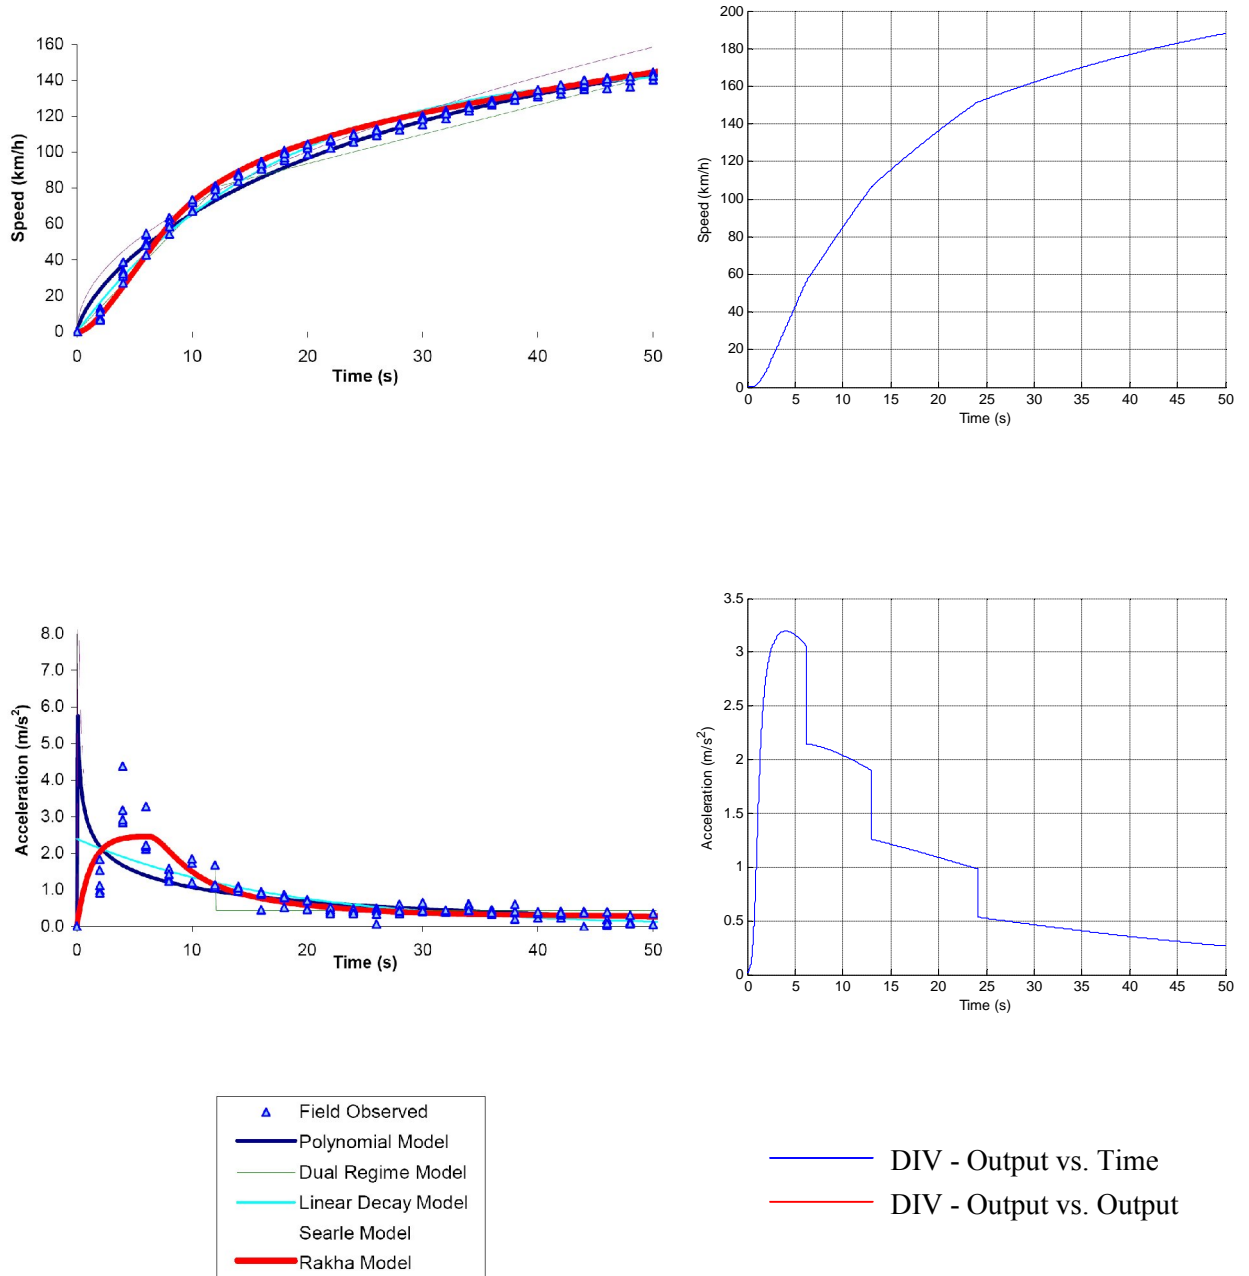 160
140
120
100
80
60
40
20
0
Speed (km/h)
0 10 20 30 40 50
Time (s)
200
180
160
140
120
100
80
60
40
20
0
Speed (km/h)
0 5 10 15 20 25 30 35 40 45 50
Time (s)
8.0
7.0
6.0
5.0
4.0
3.0
2.0
1.0
0.0
Acceleration (m/s²)
0 10 20 30 40 50
Time (s)
3.5
3
2.5
2
1.5
1
0.5
0
Acceleration (m/s²)
0 5 10 15 20 25 30 35 40 45 50
Time (s)
Field Observed
Polynomial Model
Dual Regime Model
Linear Decay Model
Searle Model
Rakha Model
DIV - Output vs. Time
DIV - Output vs. Output